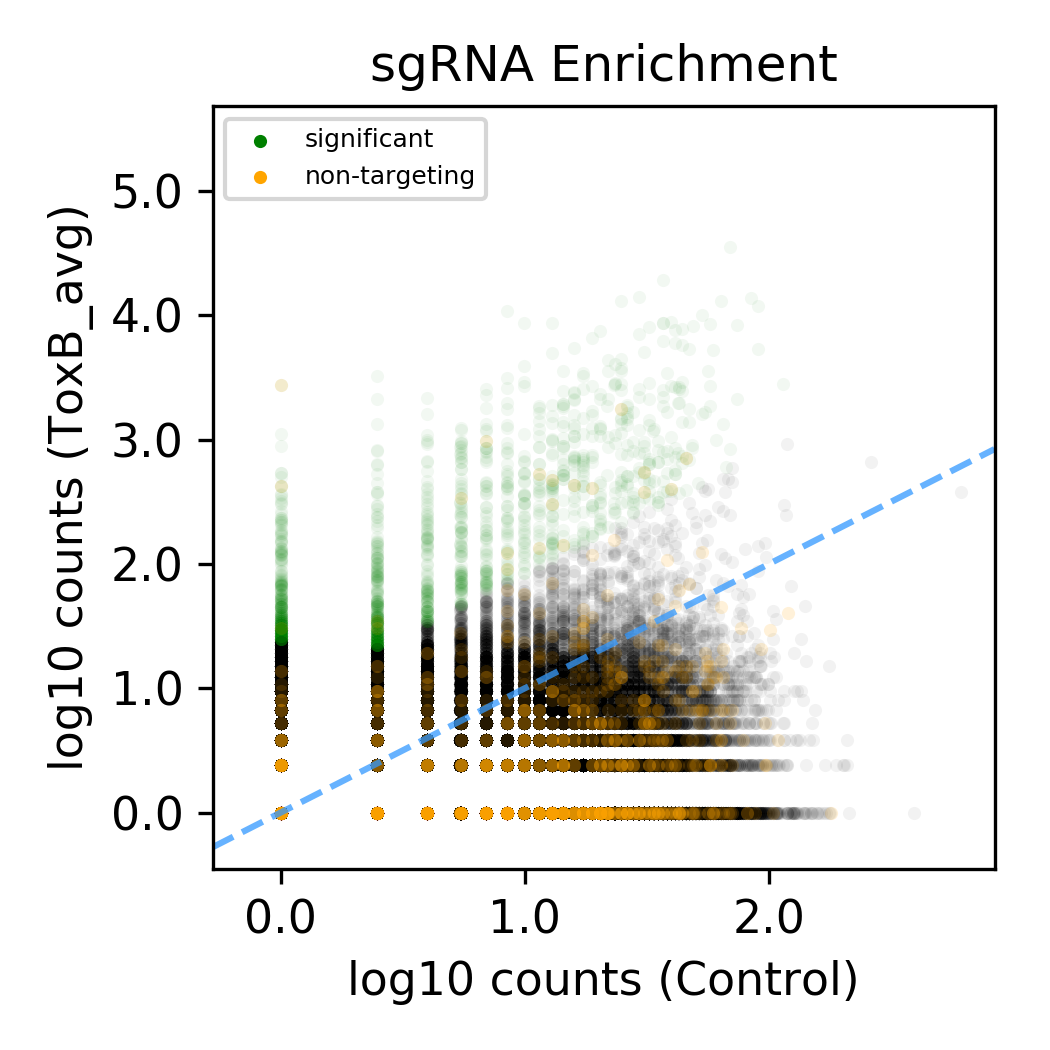 sgRNA Enrichment
significant
non-targeting
log10 counts (ToxB_avg)
5.0
4.0
3.0
2.0
1.0
0.0
0.0 1.0 2.0
log10 counts (Control)